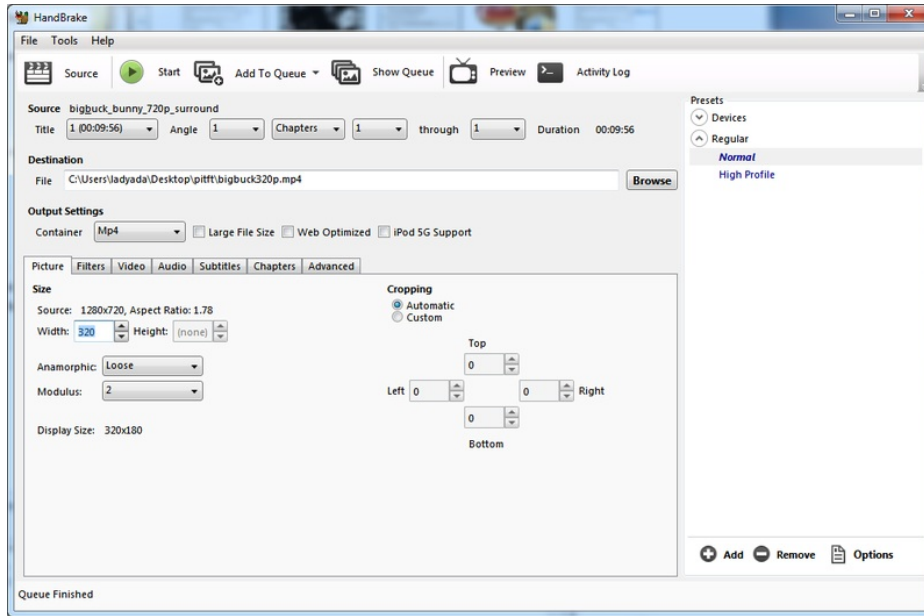 HandBrake
File Tools Help
Source Start Add To Queue Show Queue Preview Activity Log
Source bigbuck_bunny_720p_surround
Title 1 (00:09:56) Angle 1 Chapters 1 through 1 Duration 00:09:56
Destination
File C:\Users\ladyada\Desktop\pitft\bigbuck320p.mp4 Browse
Output Settings
Container Mp4 Large File Size Web Optimized iPod 5G Support
Picture Filters Video Audio Subtitles Chapters Advanced
Size
Source: 1280x720, Aspect Ratio: 1.78
Width: 320 Height: (none)
Anamorphic: Loose
Modulus: 2
Display Size: 320x180
Cropping
Automatic
Custom
Top
0
Left 0 0 Right
0
Bottom
Presets
Devices
Regular
Normal
High Profile
Add Remove Options
Queue Finished